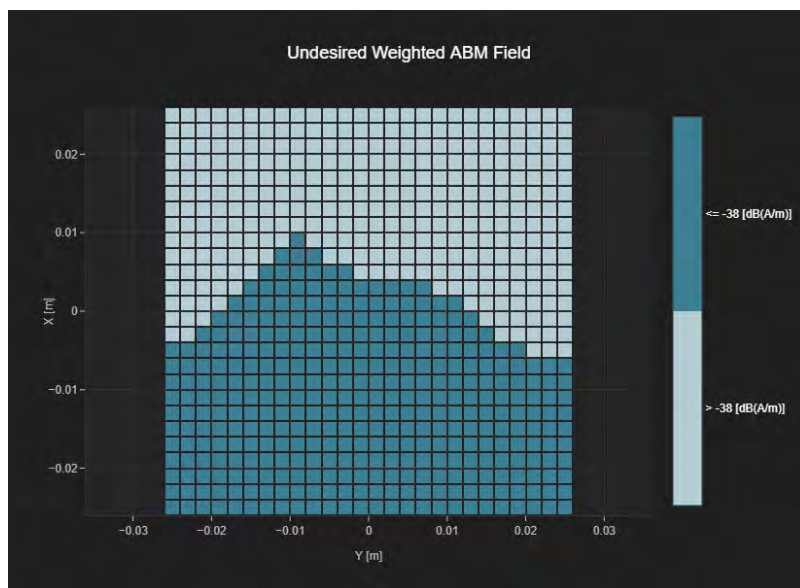 Undesired Weighted ABM Field
0.02
0.01
0
−0.01
−0.02
X [m]
−0.03
−0.02
−0.01
0
0.01
0.02
0.03
Y [m]
<= -38 [dB(A/m)]
> -38 [dB(A/m)]